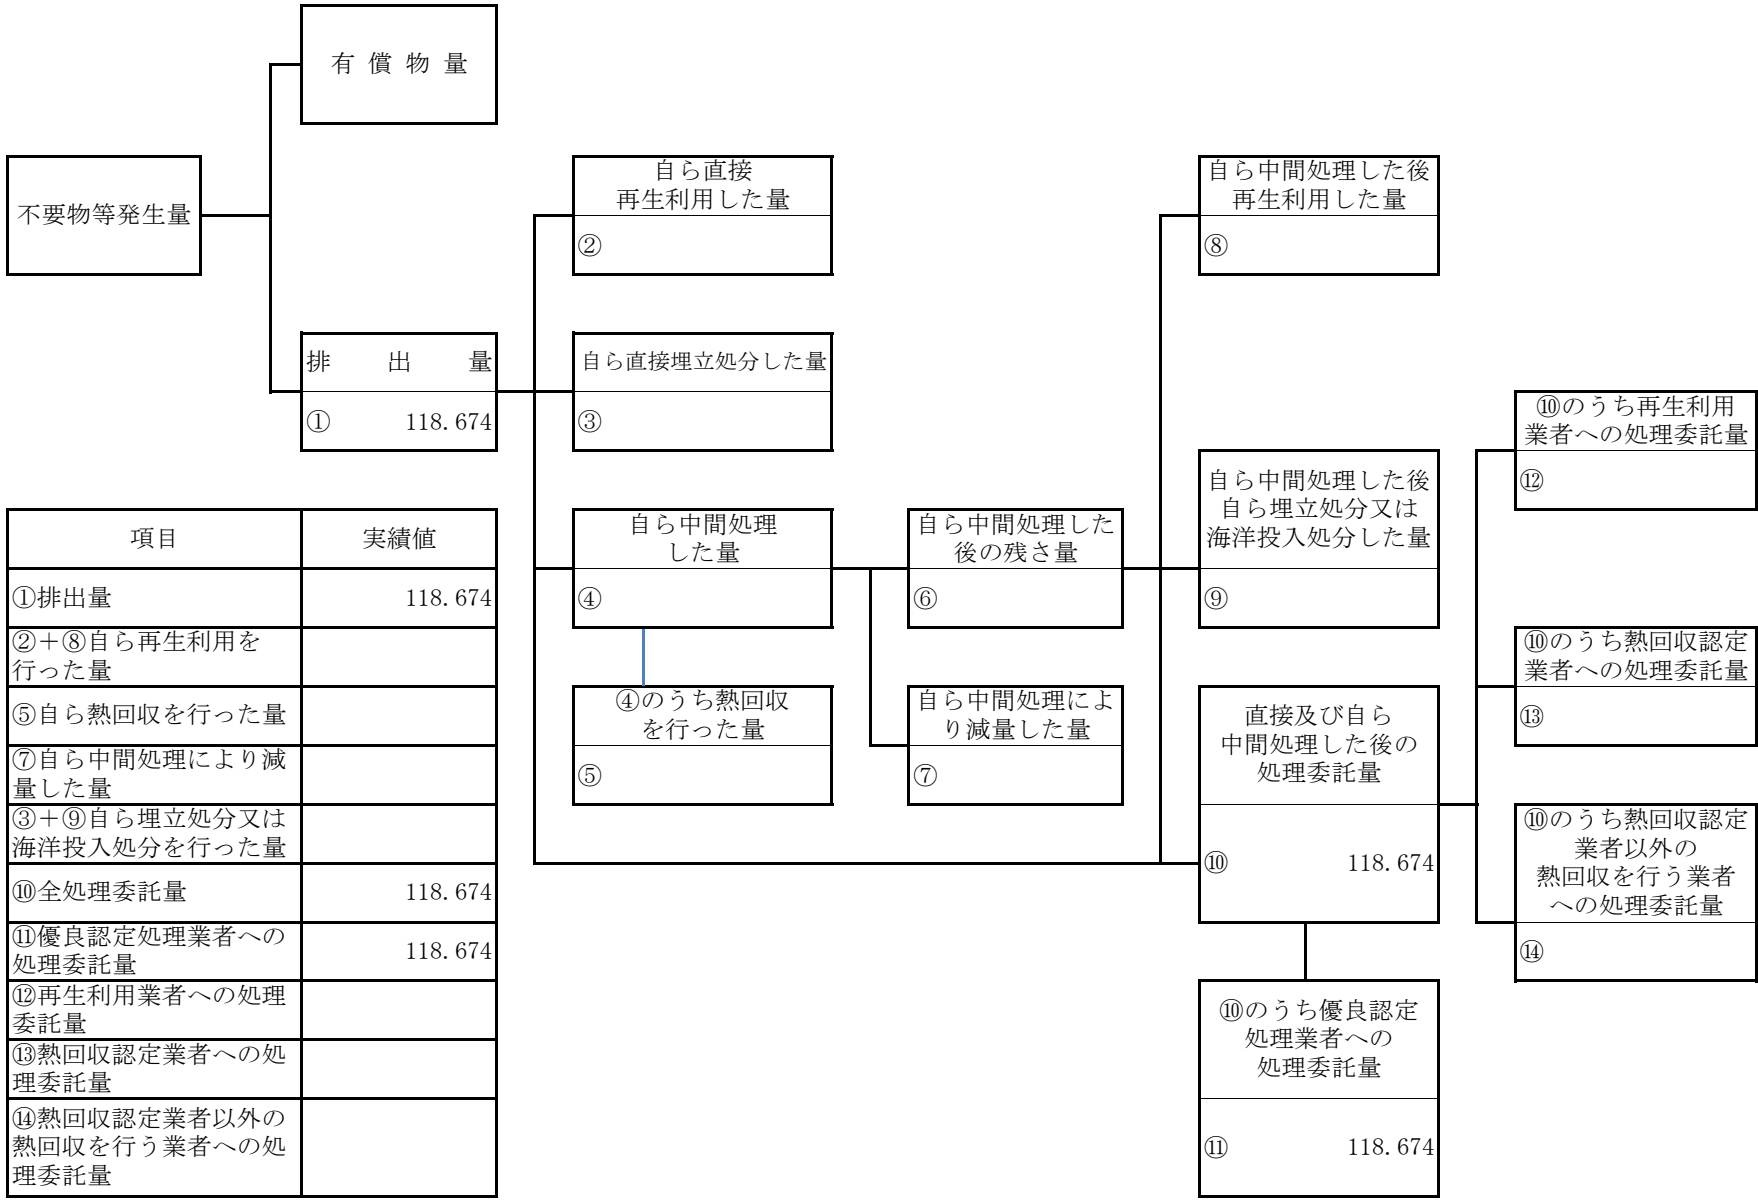 有償物量
不要物等発生量
自ら直接
再生利用した量
②
自ら中間処理した後
再生利用した量
⑧
排出量
① 118.674
自ら直接埋立処分した量
③
⑩のうち再生利用
業者への処理委託量
⑫
自ら中間処理した後
自ら埋立処分又は
海洋投入処分した量
⑨
自ら中間処理
した量
④
自ら中間処理した
後の残さ量
⑥
⑩のうち熱回収認定
業者への処理委託量
⑬
④のうち熱回収
を行った量
⑤
自ら中間処理によ
り減量した量
⑦
直接及び自ら
中間処理した後の
処理委託量
⑩ 118.674
⑩のうち熱回収認定
業者以外の
熱回収を行う業者
への処理委託量
⑭
⑩のうち優良認定
処理業者への
処理委託量
⑪ 118.674
項目 実績値
①排出量 118.674
②＋⑧自ら再生利用を
行った量
⑤自ら熱回収を行った量
⑦自ら中間処理により減
量した量
③＋⑨自ら埋立処分又は
海洋投入処分を行った量
⑩全処理委託量 118.674
⑪優良認定処理業者への
処理委託量 118.674
⑫再生利用業者への処理
委託量
⑬熱回収認定業者への処
理委託量
⑭熱回収認定業者以外の
熱回収を行う業者への処
理委託量